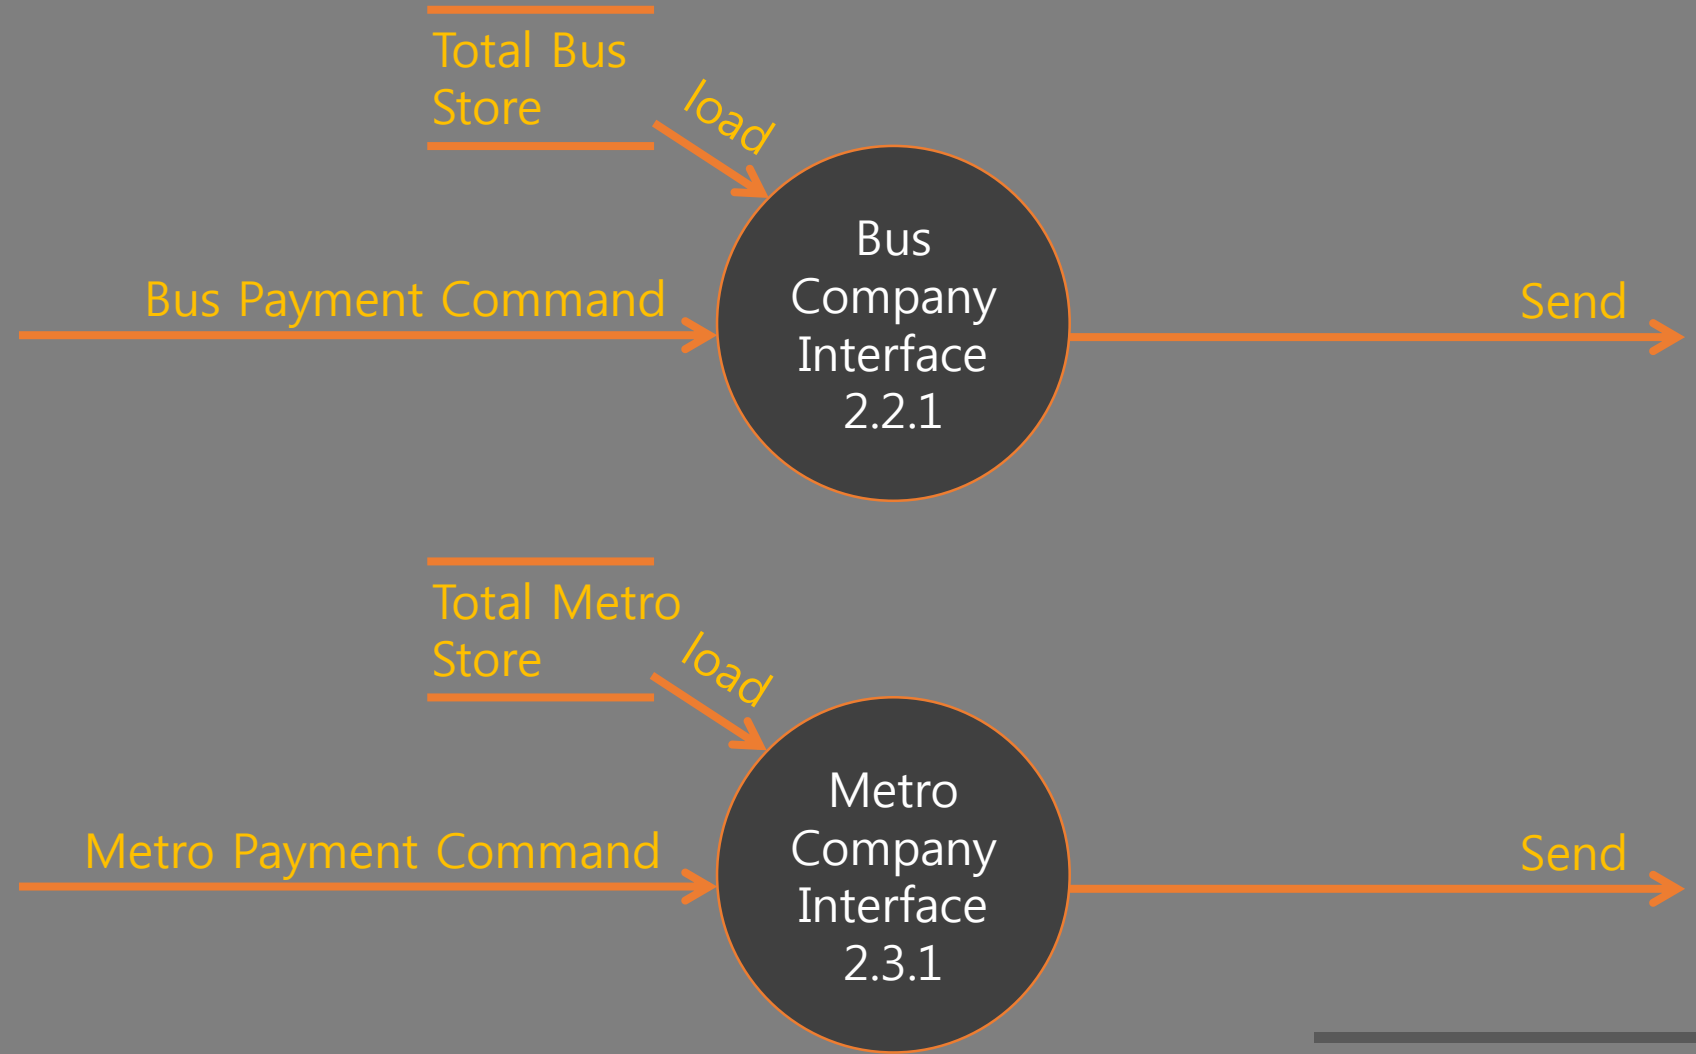 Total Bus
Store
load
Bus
Company
Interface
2.2.1
Bus Payment Command
Send
Total Metro
Store
load
Metro
Company
Interface
2.3.1
Metro Payment Command
Send